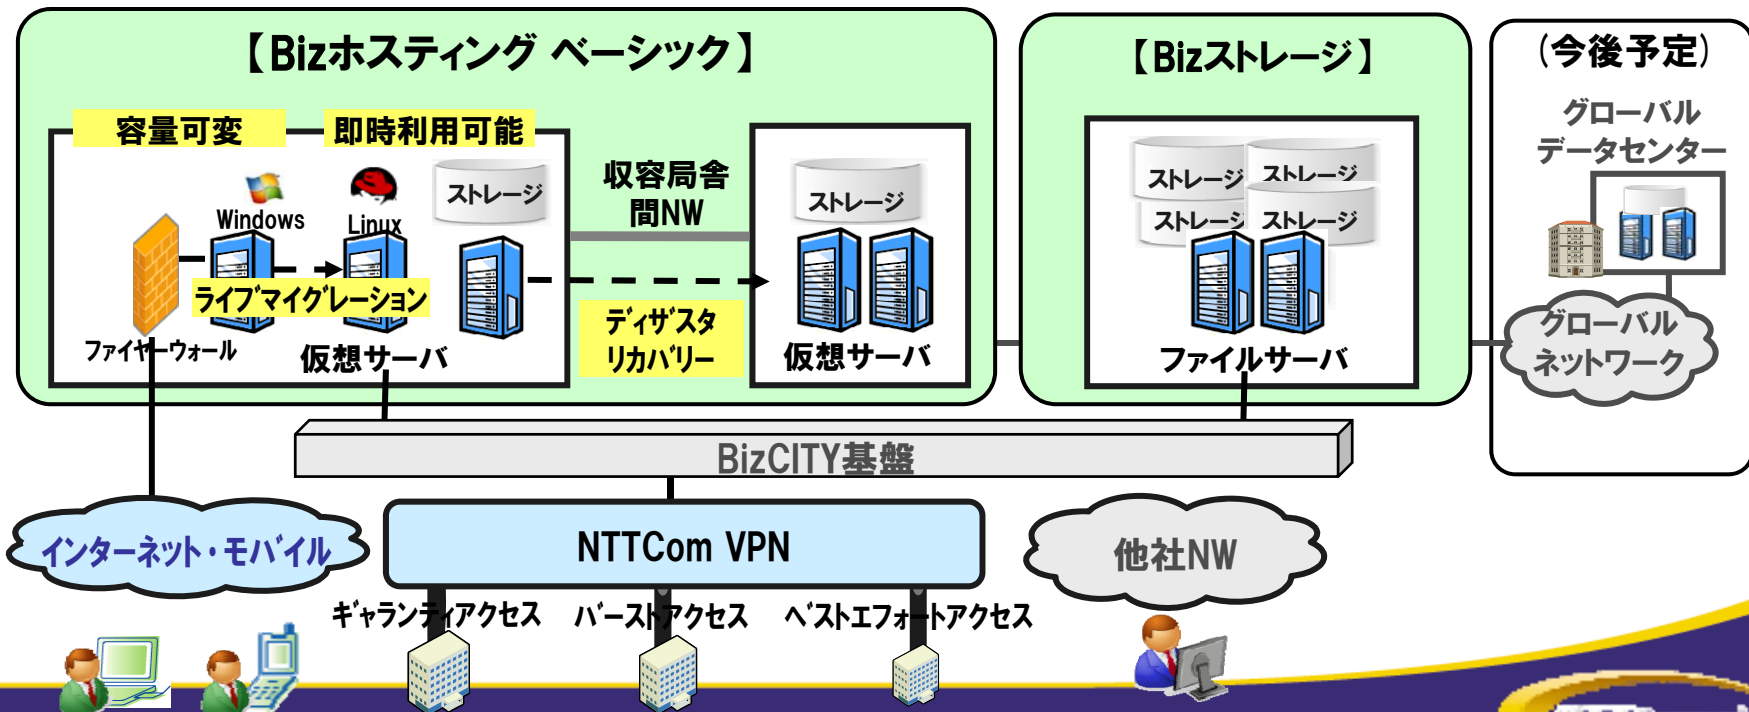 【Bizホスティング ベーシック】
容量可変
即時利用可能
Windows
Linux
ストレージ
ライブマイグレーション
ファイヤーウォール
仮想サーバ
収容局舎
間NW
ディザスタ
リカバリー
ストレージ
仮想サーバ
【Bizストレージ】
ストレージ
ストレージ
ストレージ
ストレージ
ファイルサーバ
(今後予定)
グローバル
データセンター
グローバル
ネットワーク
BizCITY基盤
インターネット・モバイル
NTTCom VPN
他社NW
ギャランティアクセス
バーストアクセス
ベストエフォートアクセス